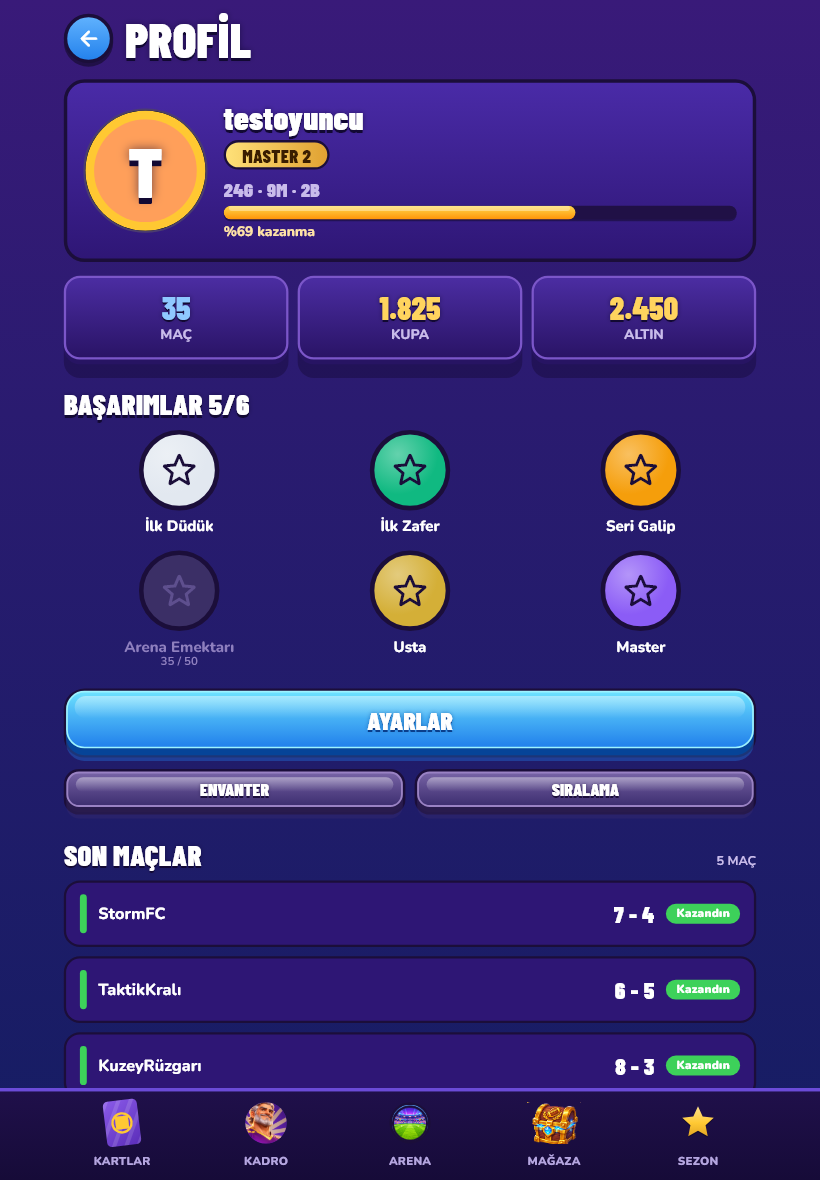 PROFİL
T
testoyuncu
MASTER 2
24G · 9M · 2B
%69 kazanma
35
MAÇ
1.825
KUPA
2.450
ALTIN
BAŞARIMLAR 5/6
İlk Düdük
İlk Zafer
Seri Galip
Arena Emektarı
35 / 50
Usta
Master
AYARLAR
ENVANTER
SIRALAMA
SON MAÇLAR
5 MAÇ
StormFC
7 - 4
Kazandın
TaktikKralı
6 - 5
Kazandın
KuzeyRüzgarı
8 - 3
Kazandın
KARTLAR
KADRO
ARENA
MAĞAZA
SEZON